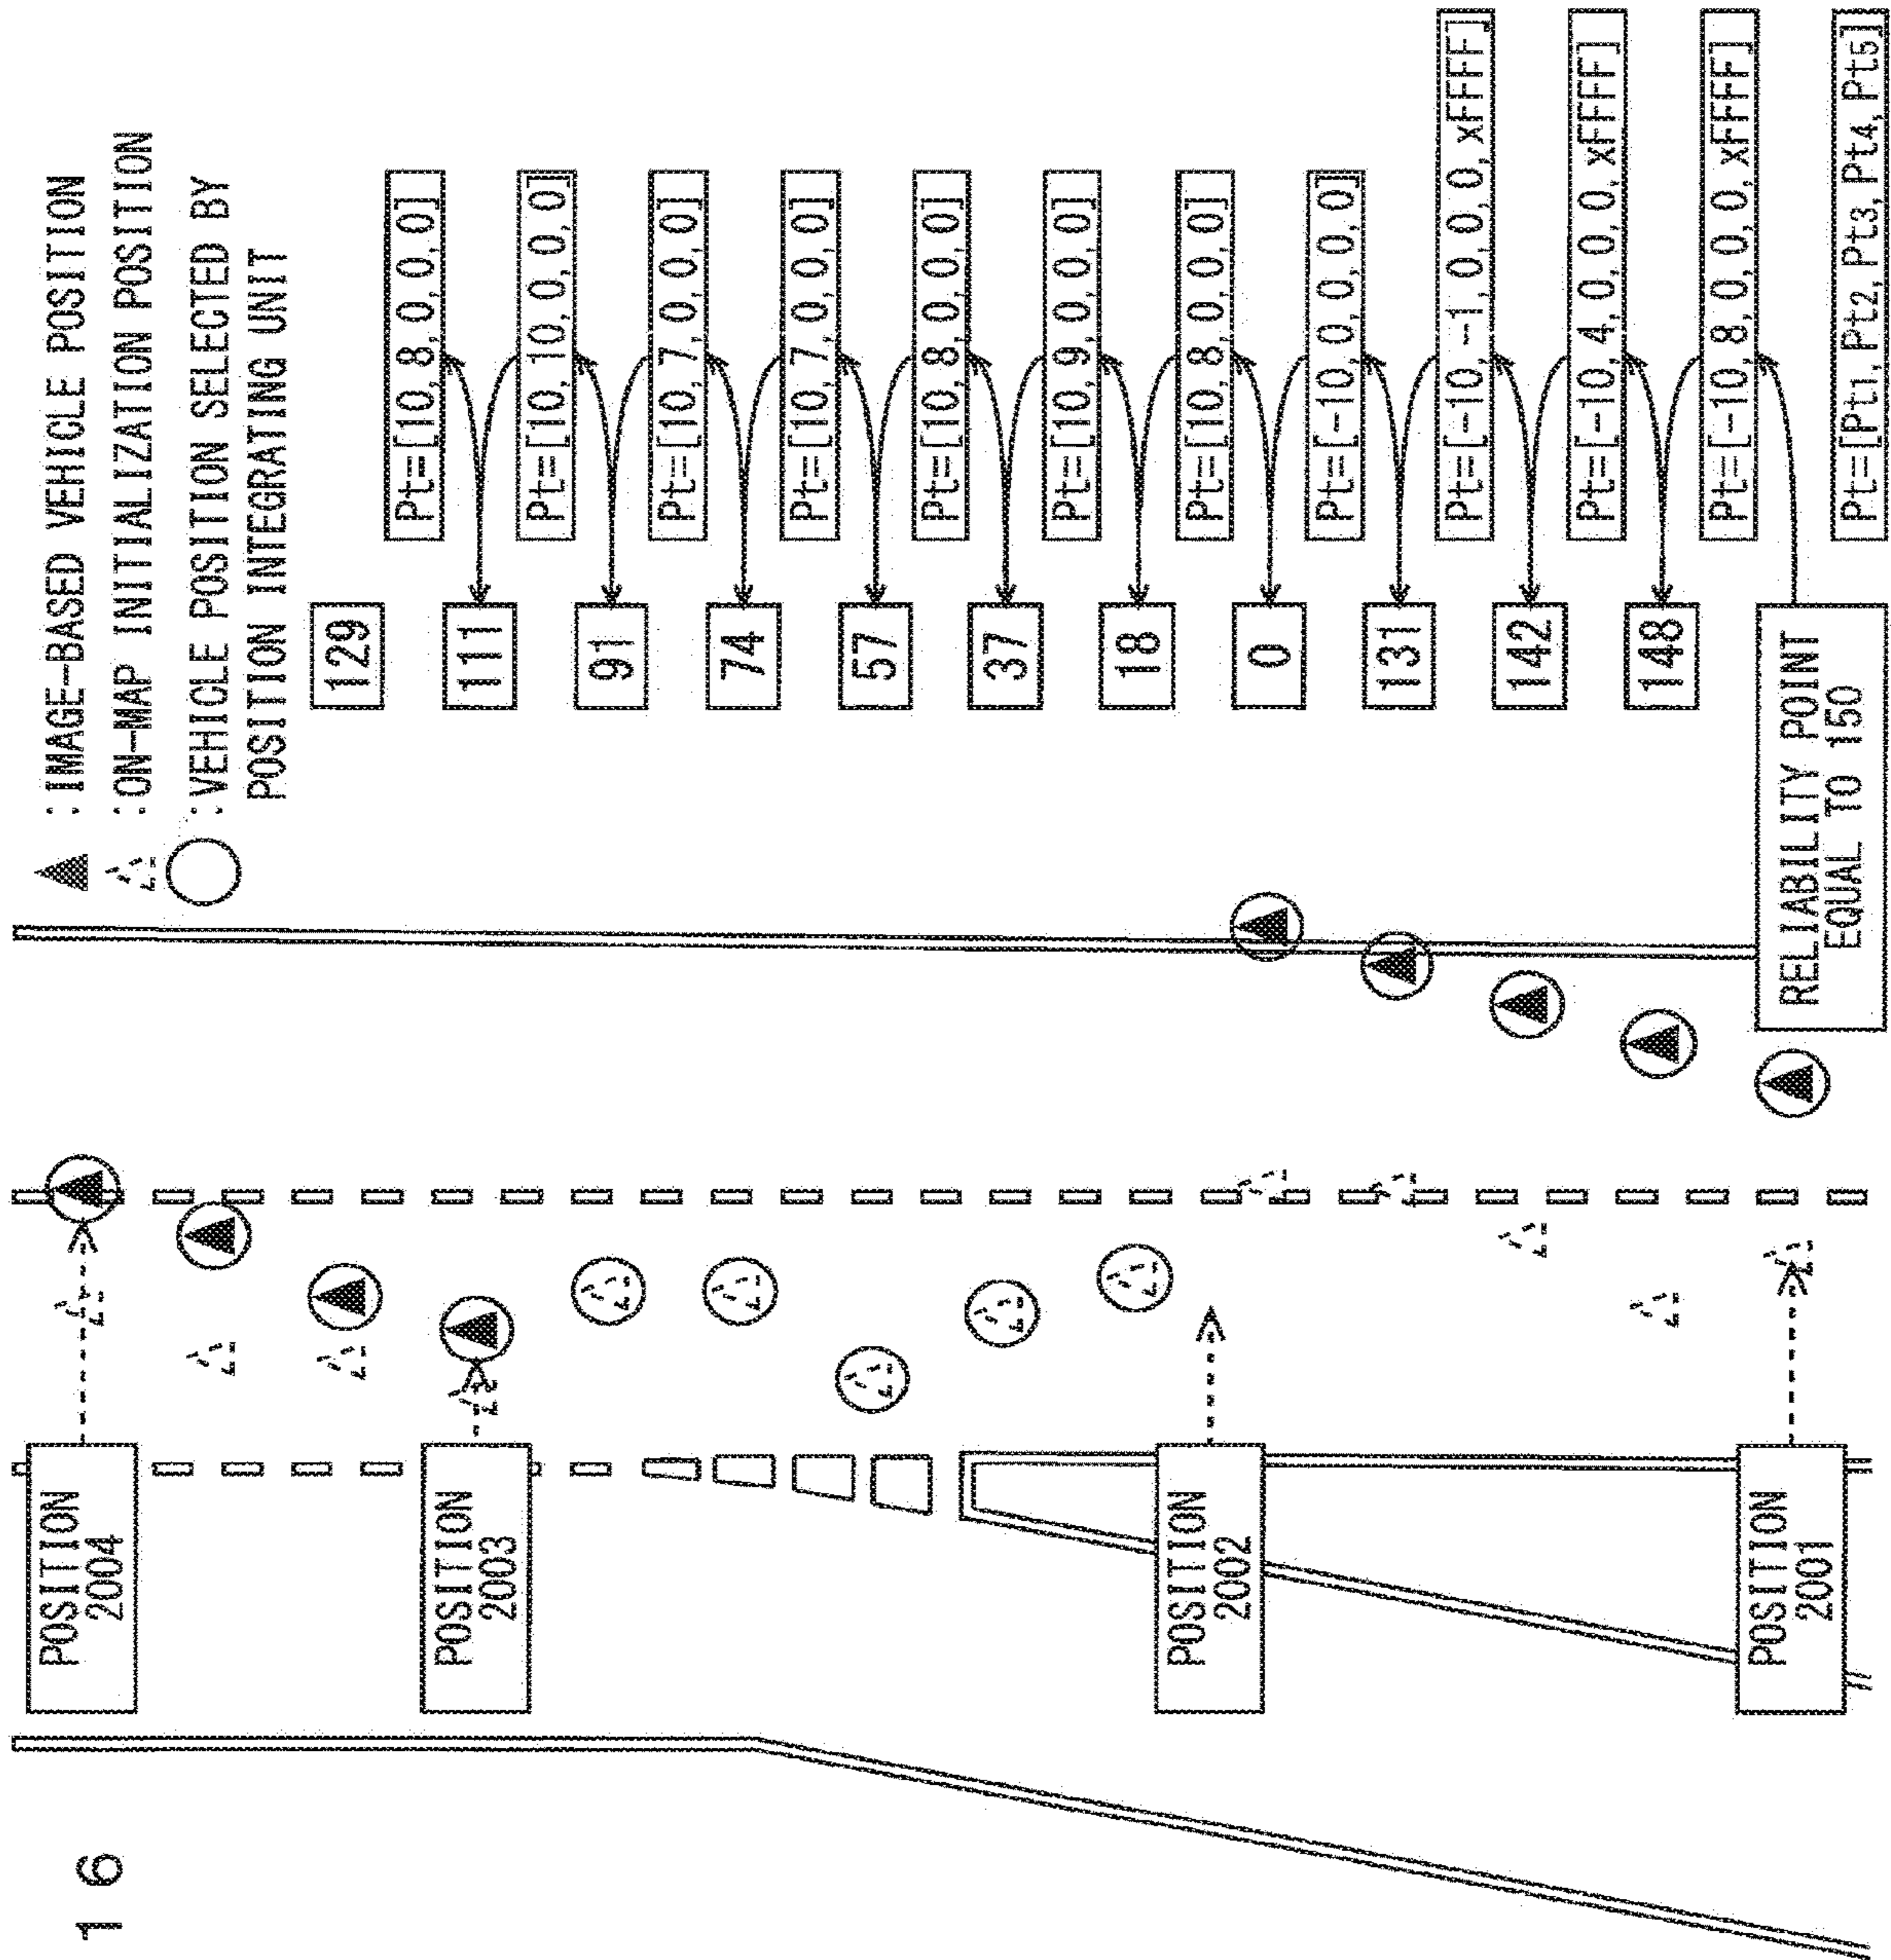 16
POSITION
2004
POSITION
2003
POSITION
2002
POSITION
2001
:IMAGE-BASED VEHICLE POSITION
:ON-MAP INITIALIZATION POSITION
:VEHICLE POSITION SELECTED BY
POSITION INTEGRATING UNIT
129
Pt=[10,8,0,0,0]
111
Pt=[10,10,0,0,0]
91
Pt=[10,7,0,0,0]
74
Pt=[10,7,0,0,0]
57
Pt=[10,8,0,0,0]
37
Pt=[10,9,0,0,0]
18
Pt=[10,8,0,0,0]
0
Pt=[-10,0,0,0,0]
131
Pt=[-10,-1,0,0,0,xFFFF]
142
Pt=[-10,4,0,0,0,xFFFF]
148
Pt=[-10,8,0,0,0,xFFFF]
RELIABILITY POINT
EQUAL TO 150
Pt=[Pt1,Pt2,Pt3,Pt4,Pt5]